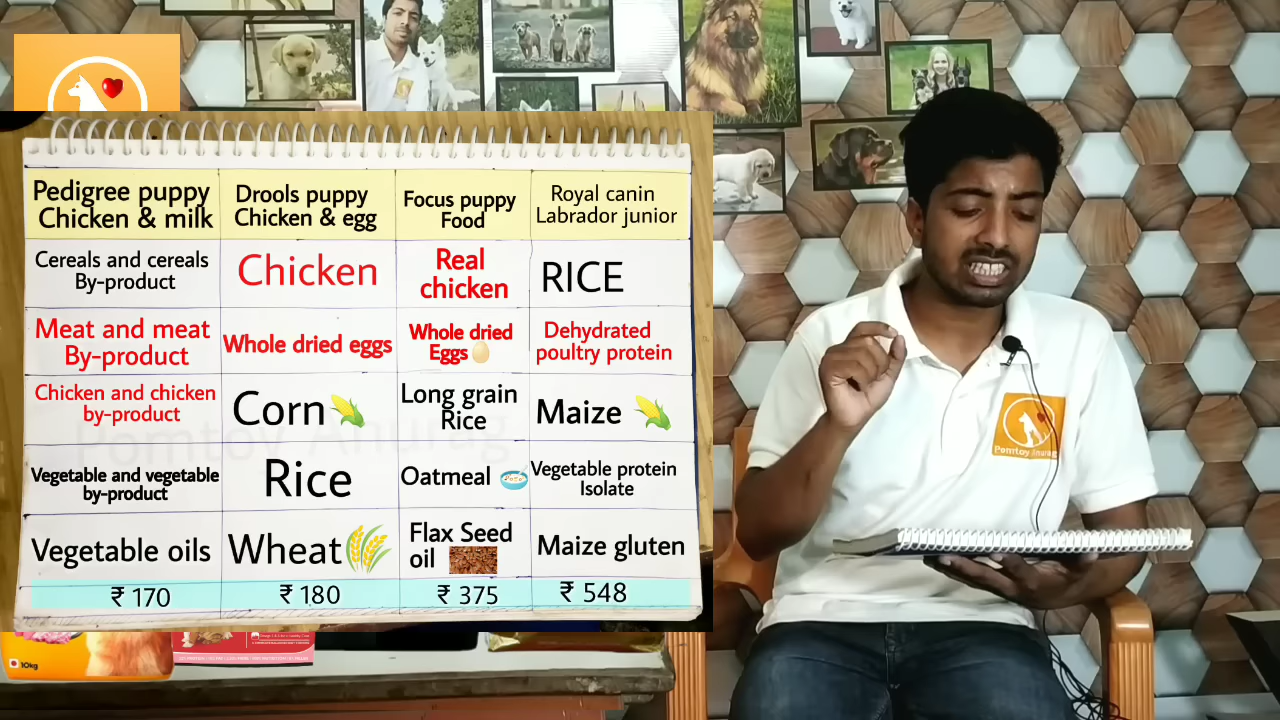 Pedigree puppy
Chicken & milk
Drools puppy
Chicken & egg
Focus puppy
Food
Royal canin
Labrador junior
Cereals and cereals
By-product
Chicken
Real
chicken
RICE
Meat and meat
By-product
Whole dried eggs
Whole dried
Eggs
Dehydrated
poultry protein
Chicken and chicken
by-product
Corn
Long grain
Rice
Maize
Vegetable and vegetable
by-product
Rice
Oatmeal
Vegetable protein
Isolate
Vegetable oils
Wheat
Flax Seed
oil
Maize gluten
₹ 170
₹ 180
₹ 375
₹ 548
Pomtoy Anurag
Pomtoy Anurag
10kg